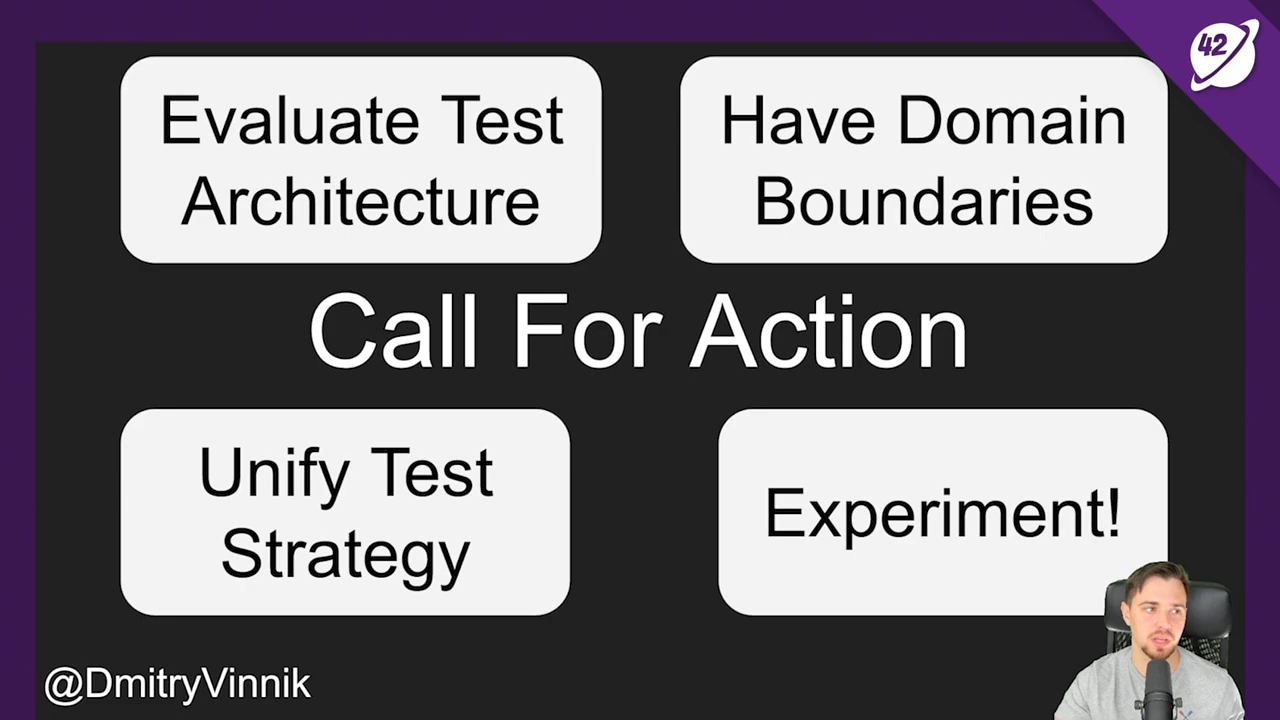 42
Evaluate Test
Architecture
Have Domain
Boundaries
Call For Action
Unify Test
Strategy
Experiment!
@DmitryVinnik